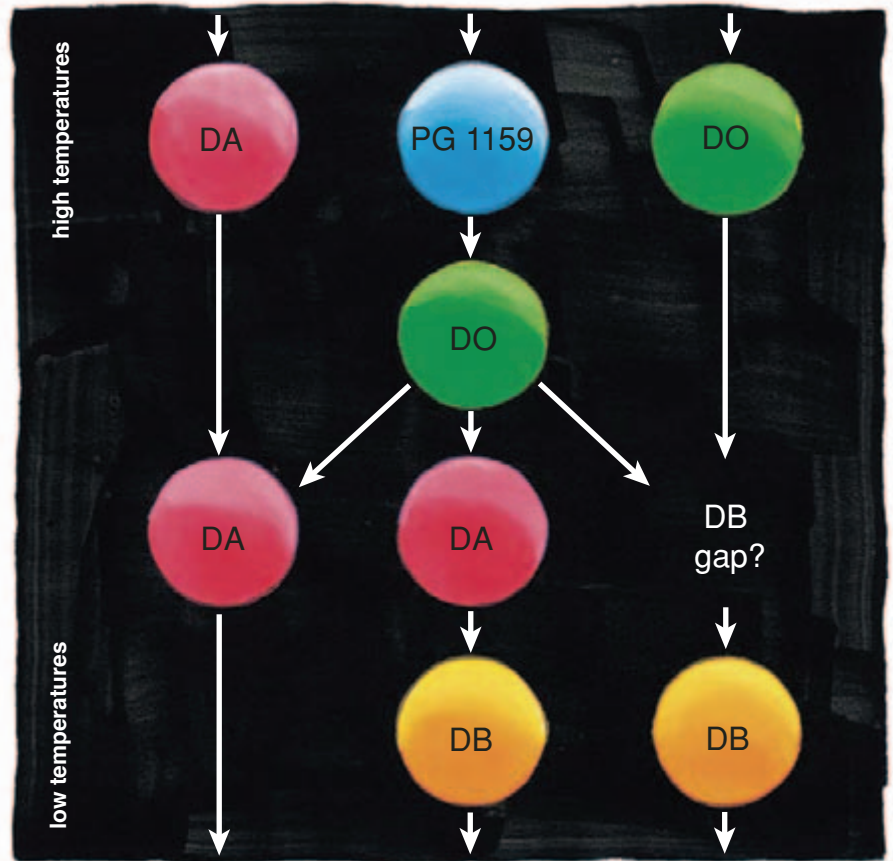 high temperatures
DA
PG 1159
DO
DO
DA
DA
DB
gap?
low temperatures
DB
DB